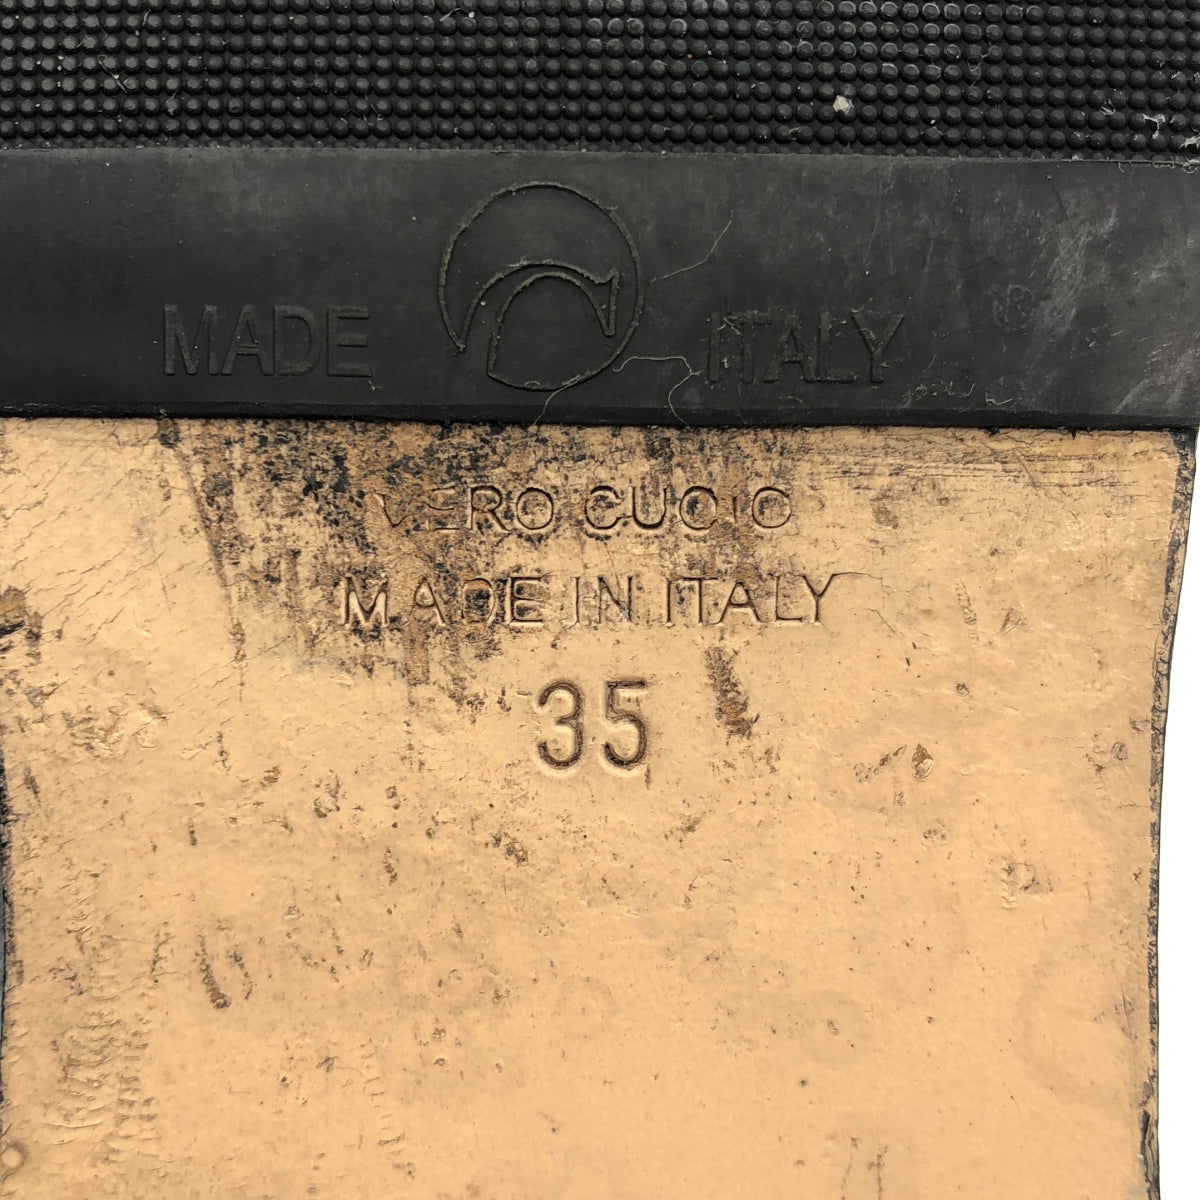 MADE ITALY ®
VERO CUOIO
MADE IN ITALY
35